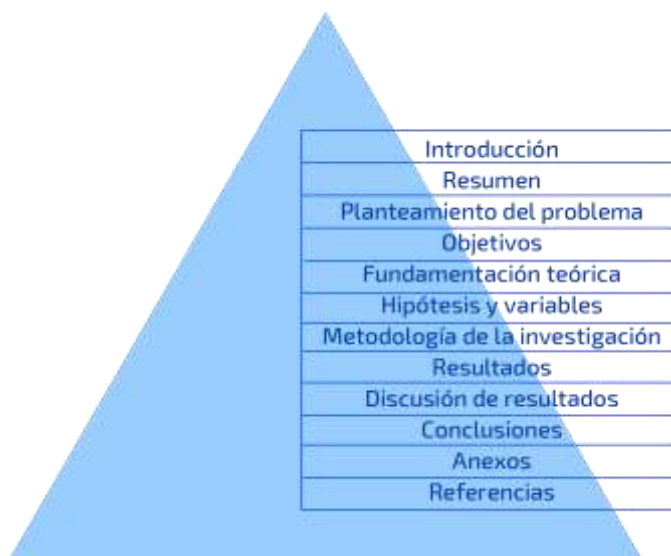 Introducción
Resumen
Planteamiento del problema
Objetivos
Fundamentación teórica
Hipótesis y variables
Metodología de la investigación
Resultados
Discusión de resultados
Conclusiones
Anexos
Referencias